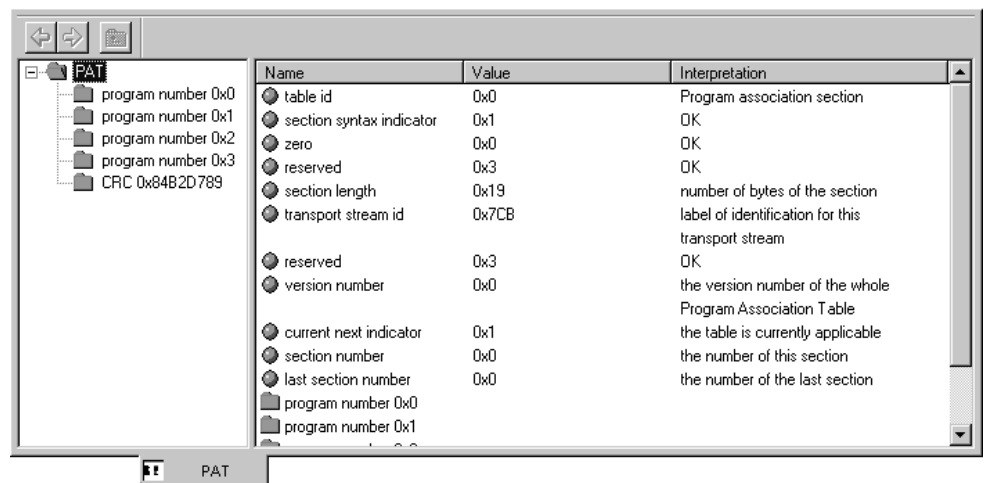 PAT
program number 0x0
program number 0x1
program number 0x2
program number 0x3
CRC 0x84B2D789
Name Value Interpretation
table id 0x0 Program association section
section syntax indicator 0x1 OK
zero 0x0 OK
reserved 0x3 OK
section length 0x19 number of bytes of the section
transport stream id 0x7CB label of identification for this
transport stream
reserved 0x3 OK
version number 0x0 the version number of the whole
Program Association Table
current next indicator 0x1 the table is currently applicable
section number 0x0 the number of this section
last section number 0x0 the number of the last section
program number 0x0
program number 0x1
PAT